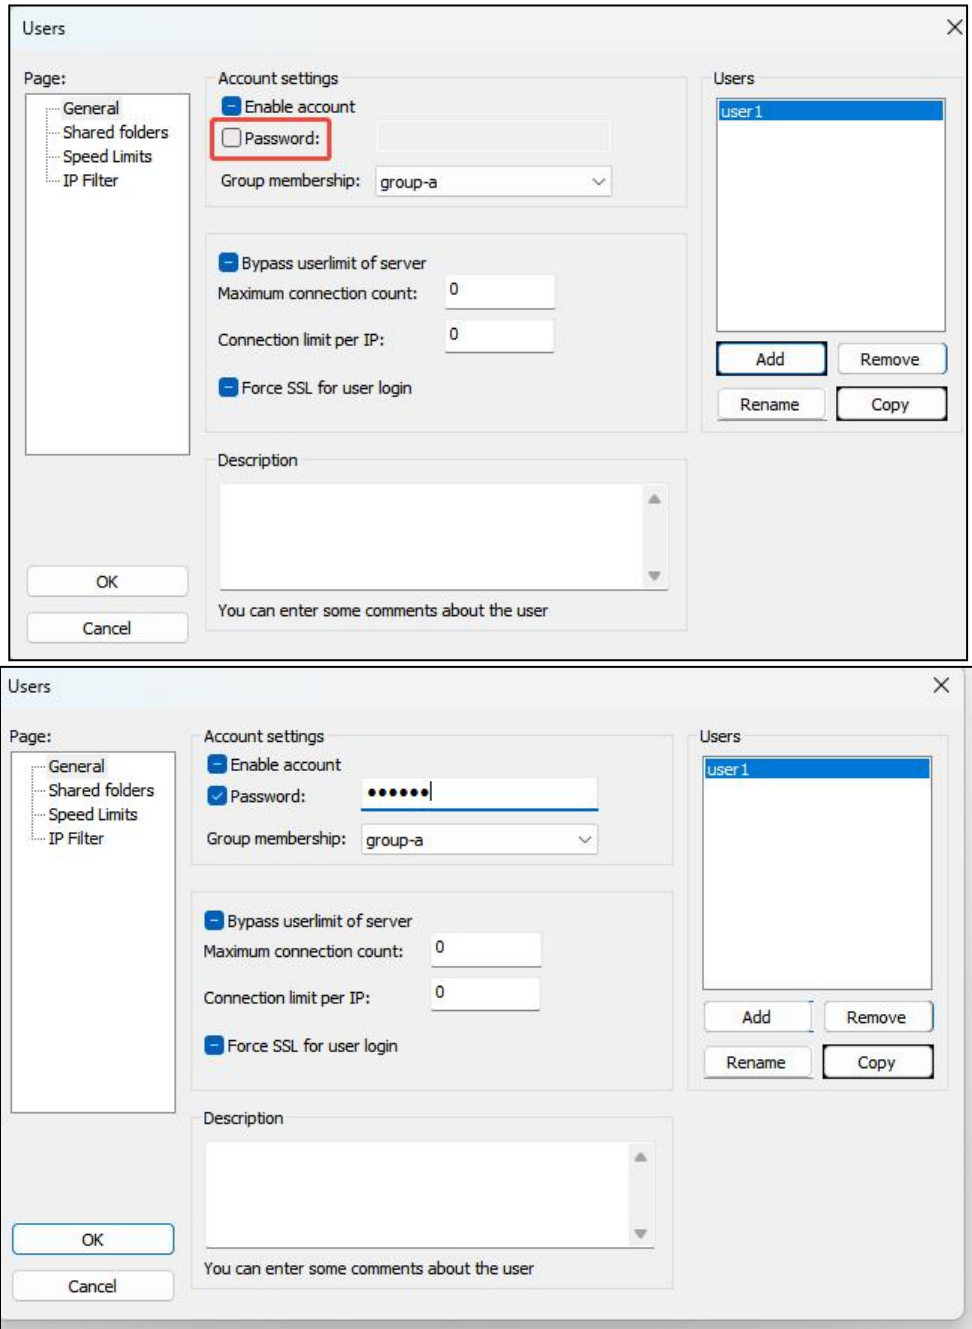 Users
Page:
General
Shared folders
Speed Limits
IP Filter
OK
Cancel
Account settings
Enable account
Password:
Group membership: group-a
Bypass userlimit of server
Maximum connection count: 0
Connection limit per IP: 0
Force SSL for user login
Description
You can enter some comments about the user
Users
user1
Add Remove
Rename Copy
Users
Page:
General
Shared folders
Speed Limits
IP Filter
OK
Cancel
Account settings
Enable account
Password: ••••••
Group membership: group-a
Bypass userlimit of server
Maximum connection count: 0
Connection limit per IP: 0
Force SSL for user login
Description
You can enter some comments about the user
Users
user1
Add Remove
Rename Copy